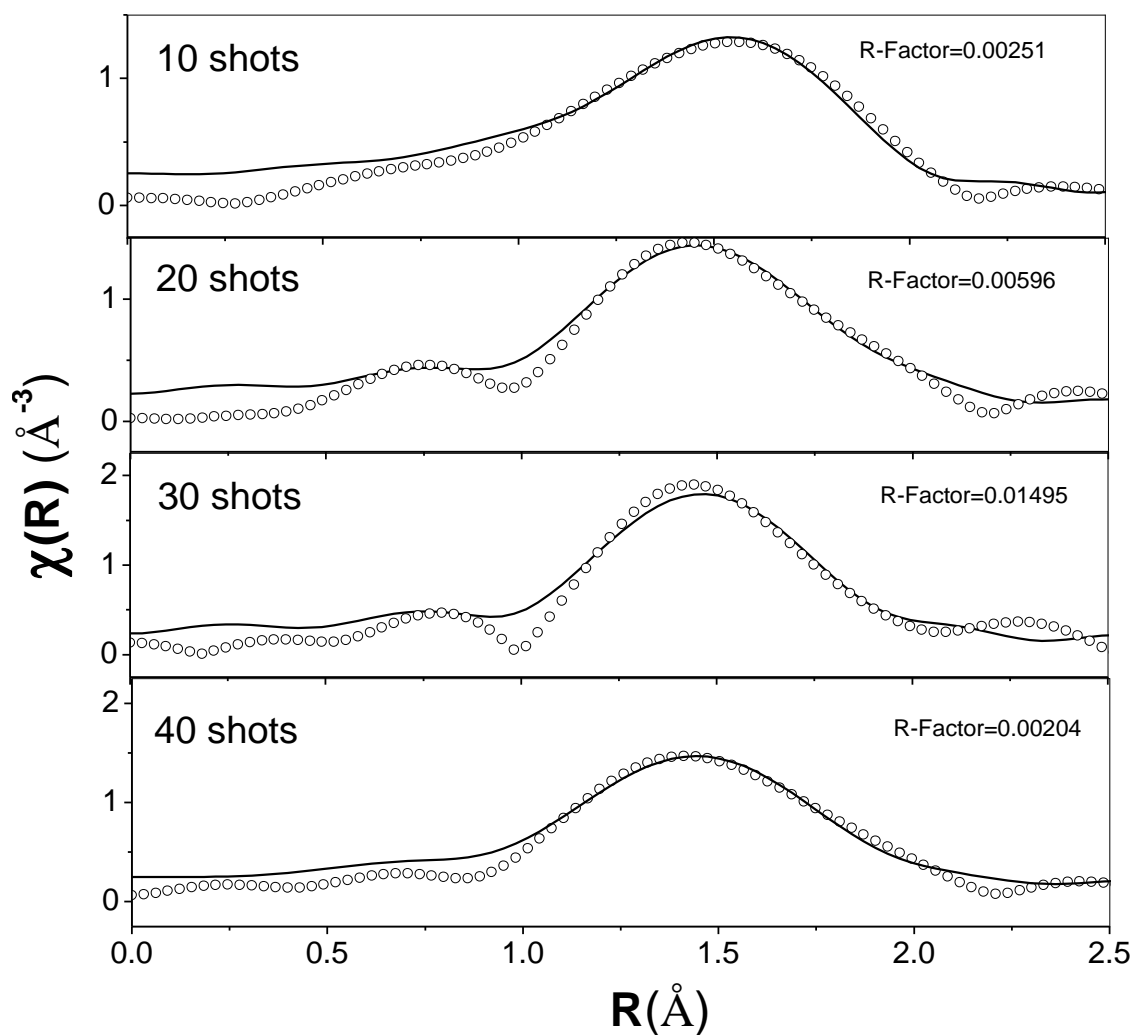 10 shots
R-Factor=0.00251
1
0
20 shots
R-Factor=0.00596
1
0
30 shots
R-Factor=0.01495
2
1
0
40 shots
R-Factor=0.00204
2
1
0
0.0 0.5 1.0 1.5 2.0 2.5
χ(R) (Å⁻³)
R(Å)